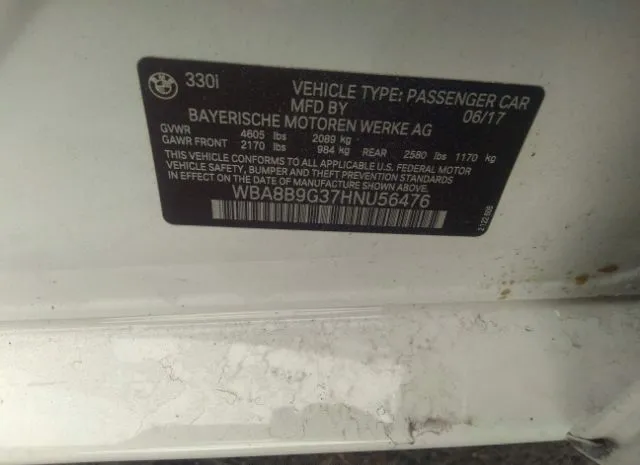 BMW 330i VEHICLE TYPE: PASSENGER CAR
MFD BY 06/17
BAYERISCHE MOTOREN WERKE AG
GVWR 4605 lbs 2089 kg
GAWR FRONT 2170 lbs 984 kg REAR 2580 lbs 1170 kg
THIS VEHICLE CONFORMS TO ALL APPLICABLE U.S. FEDERAL MOTOR
VEHICLE SAFETY, BUMPER AND THEFT PREVENTION STANDARDS
IN EFFECT ON THE DATE OF MANUFACTURE SHOWN ABOVE.
WBA8B9G37HNU56476